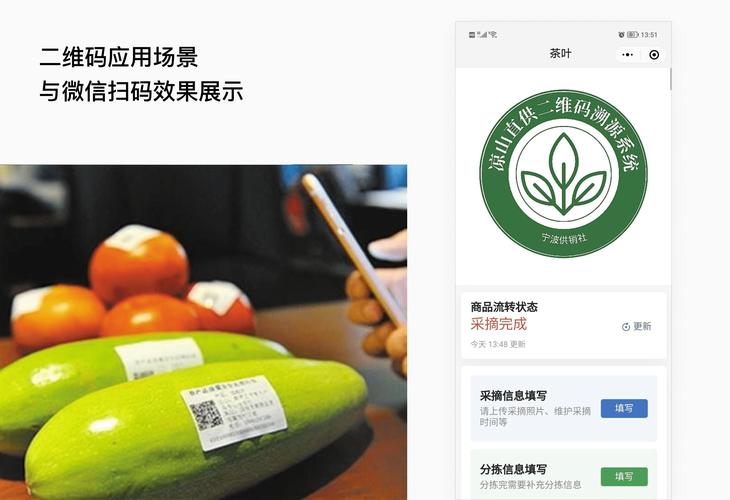 二维码应用场景
与微信扫码效果展示
13:51
茶叶
凉山直供二维码溯源系统
宁波供销社
商品流转状态
采摘完成
更新
今天 13:48 更新
采摘信息填写
请上传采摘照片、维护采摘
时间等
填写
分拣信息填写
分拣完需要补充分拣信息
填写